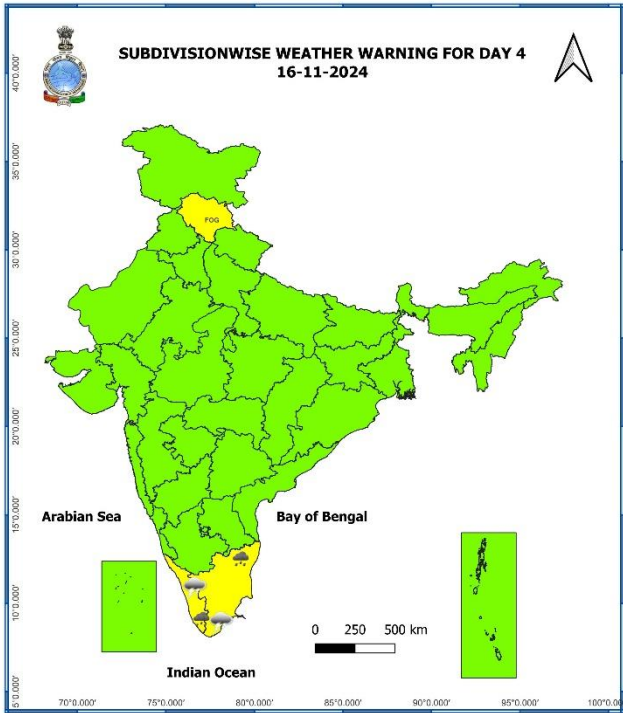 SUBDIVISIONWISE WEATHER WARNING FOR DAY 4
16-11-2024
40°0.000'
35°0.000'
30°0.000'
25°0.000'
20°0.000'
15°0.000'
10°0.000'
5°0.000'
FOG
Arabian Sea
Bay of Bengal
0 250 500 km
Indian Ocean
70°0.000' 75°0.000' 80°0.000' 85°0.000' 90°0.000' 95°0.000' 100°0.000'